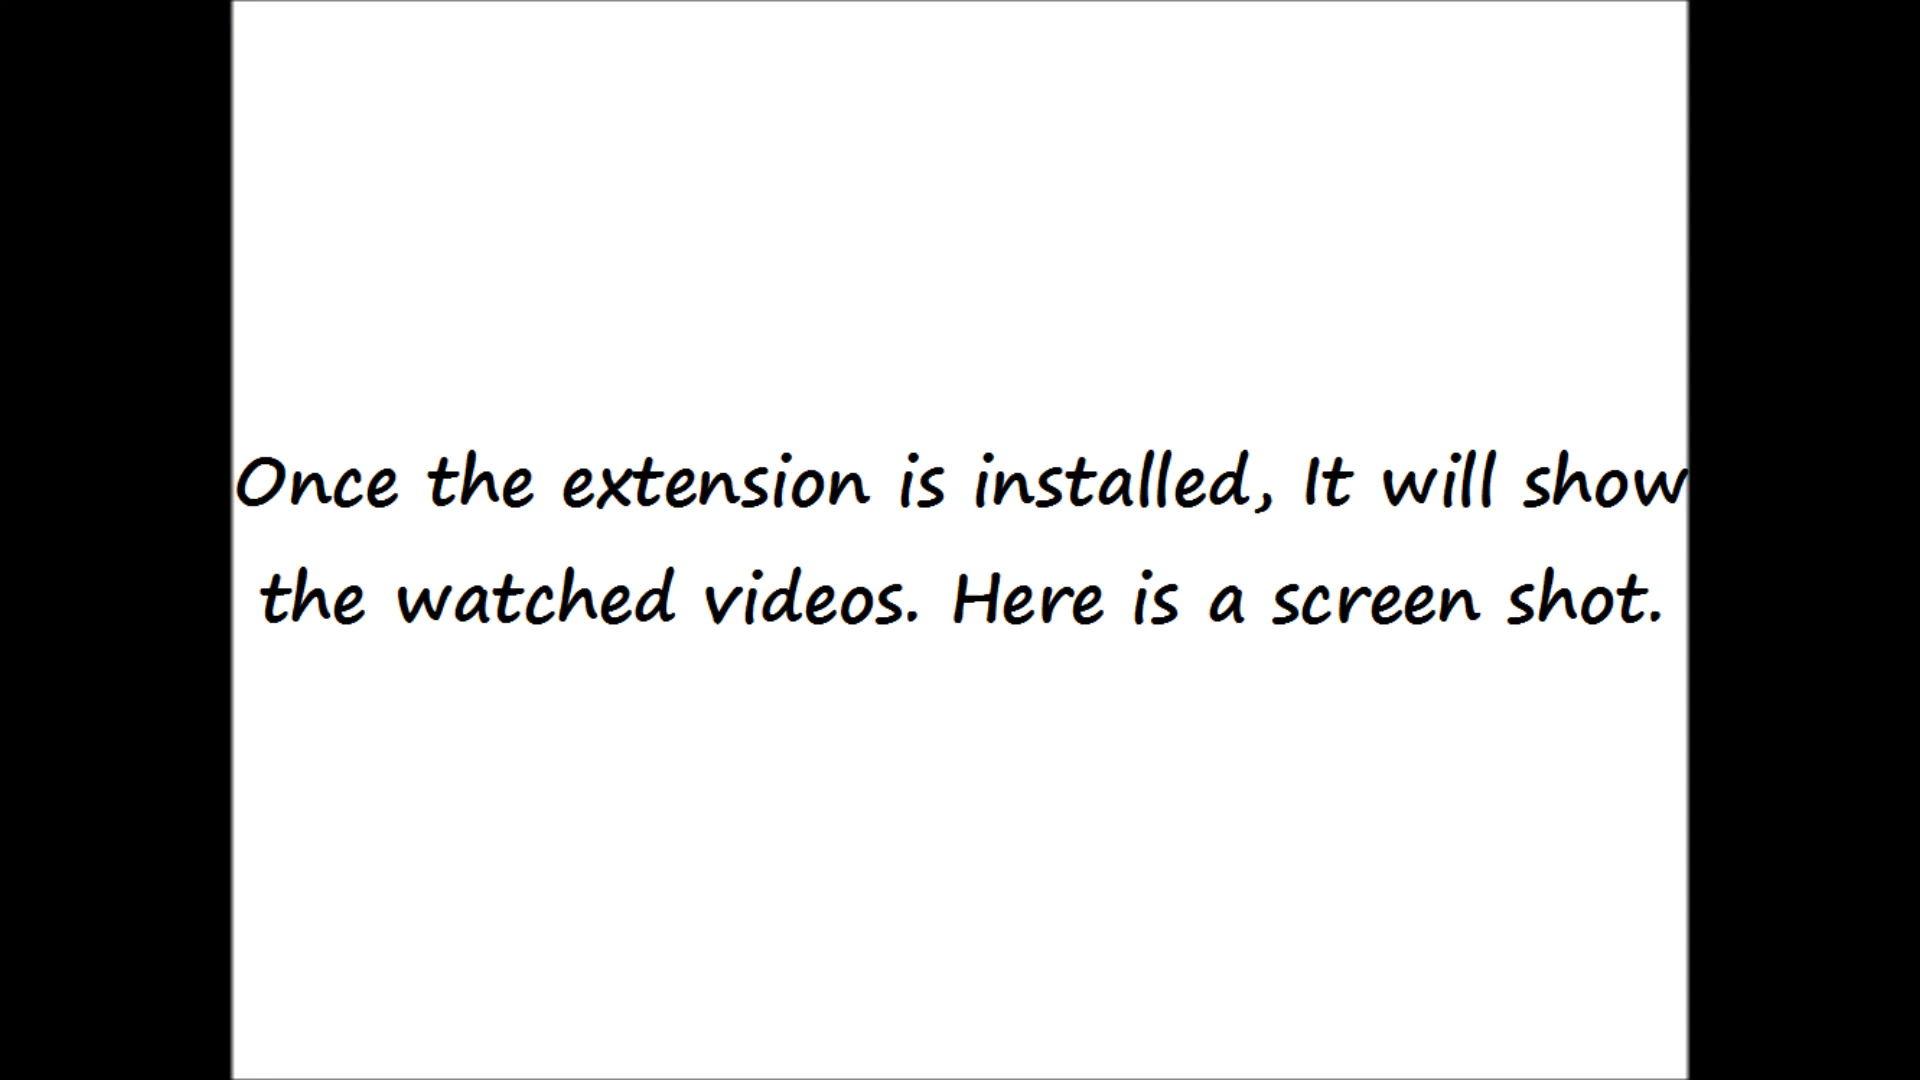 Once the extension is installed, It will show
the watched videos. Here is a screen shot.